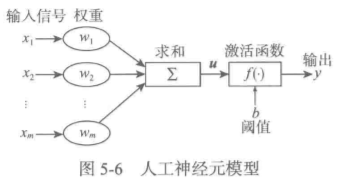 输入信号 权重
求和 激活函数
输出
x₁ w₁
x₂ w₂ Σ u f(·) y
⋮ ⋮
b
阈值
xₘ wₘ
图 5-6 人工神经元模型